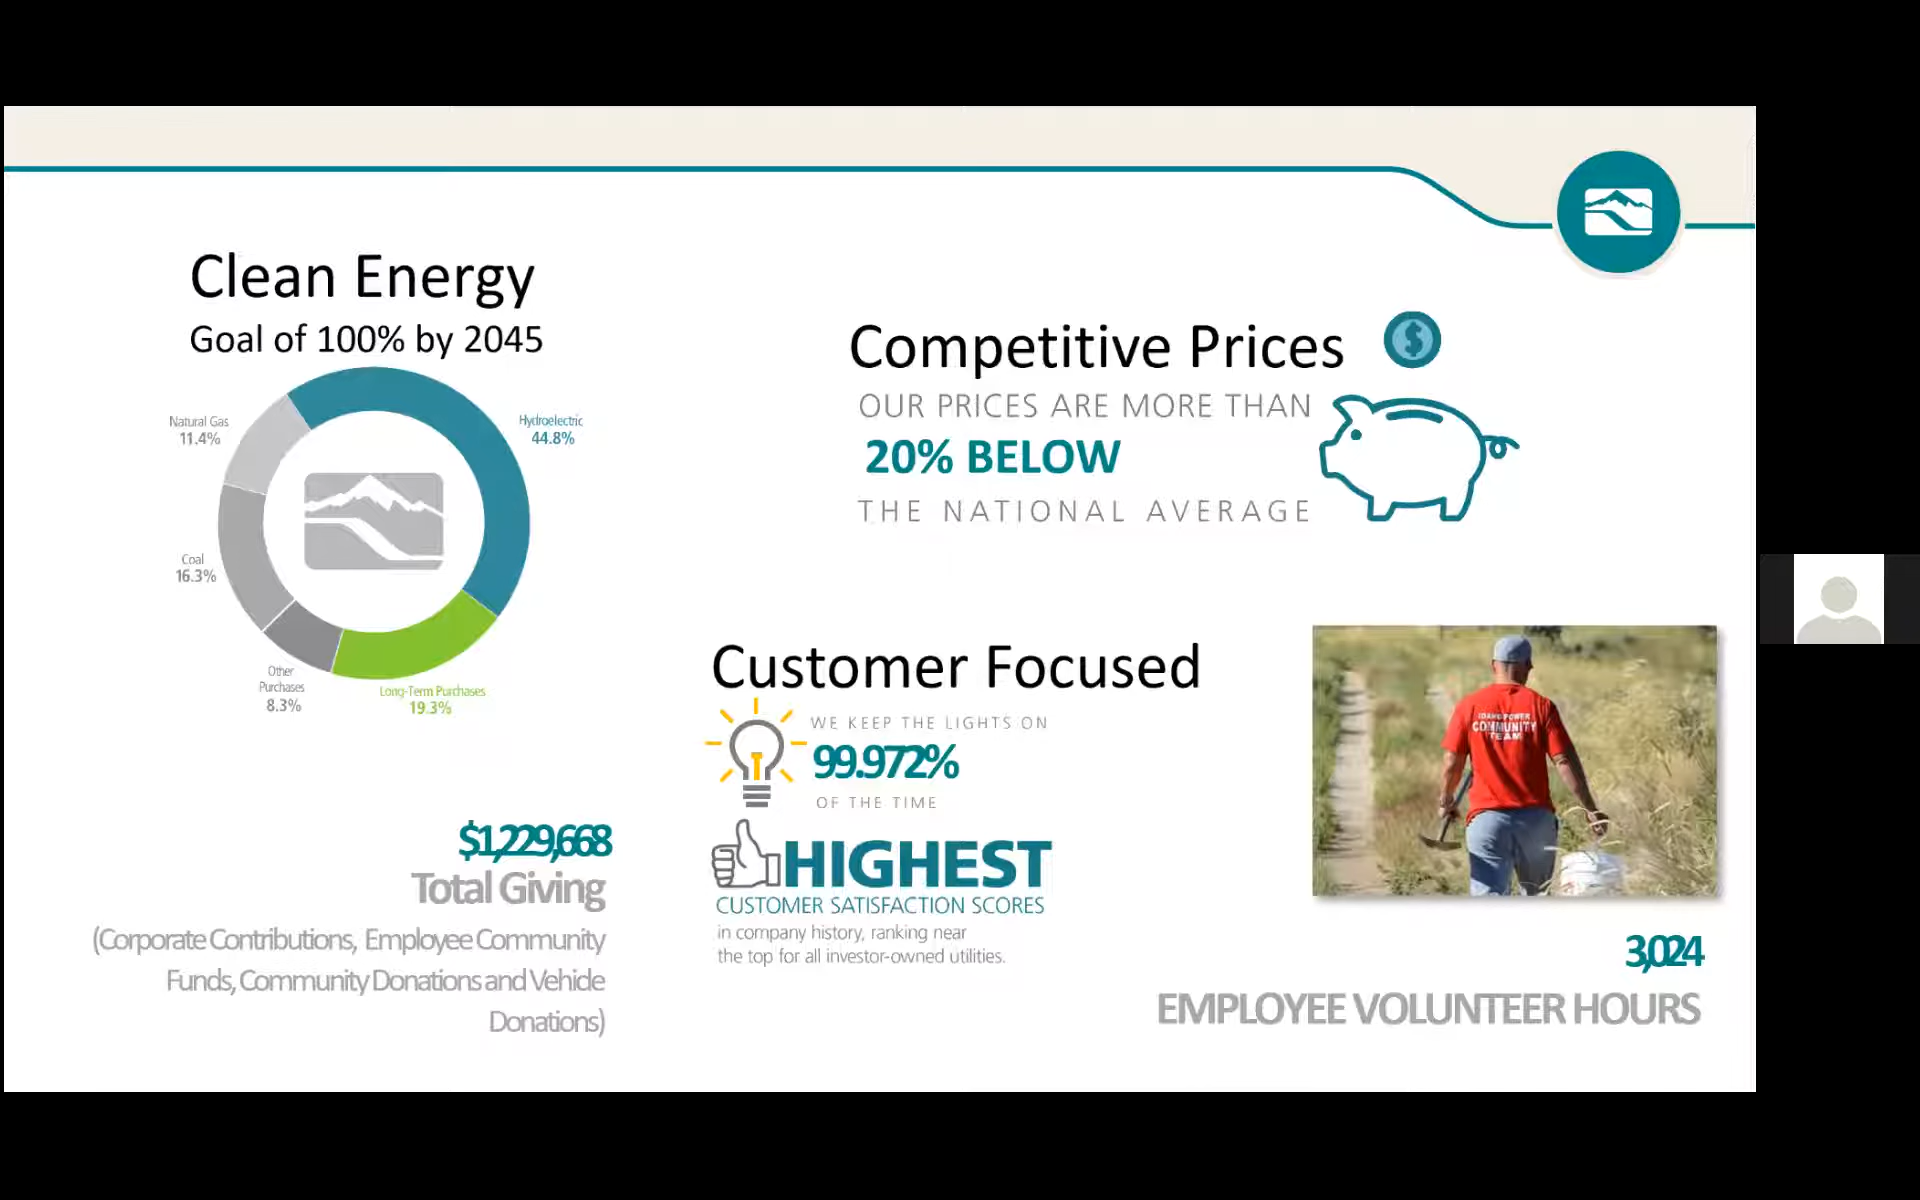 Clean Energy
Goal of 100% by 2045
Natural Gas
11.4%
Hydroelectric
44.8%
Coal
16.3%
Other
Purchases
8.3%
Long-Term Purchases
19.3%
$1,229,668
Total Giving
(Corporate Contributions, Employee Community
Funds, Community Donations and Vehicle
Donations)
Competitive Prices
OUR PRICES ARE MORE THAN
20% BELOW
THE NATIONAL AVERAGE
Customer Focused
WE KEEP THE LIGHTS ON
99.972%
OF THE TIME
HIGHEST
CUSTOMER SATISFACTION SCORES
in company history, ranking near
the top for all investor-owned utilities.
IDAHO POWER
COMMUNITY
TEAM
3,024
EMPLOYEE VOLUNTEER HOURS